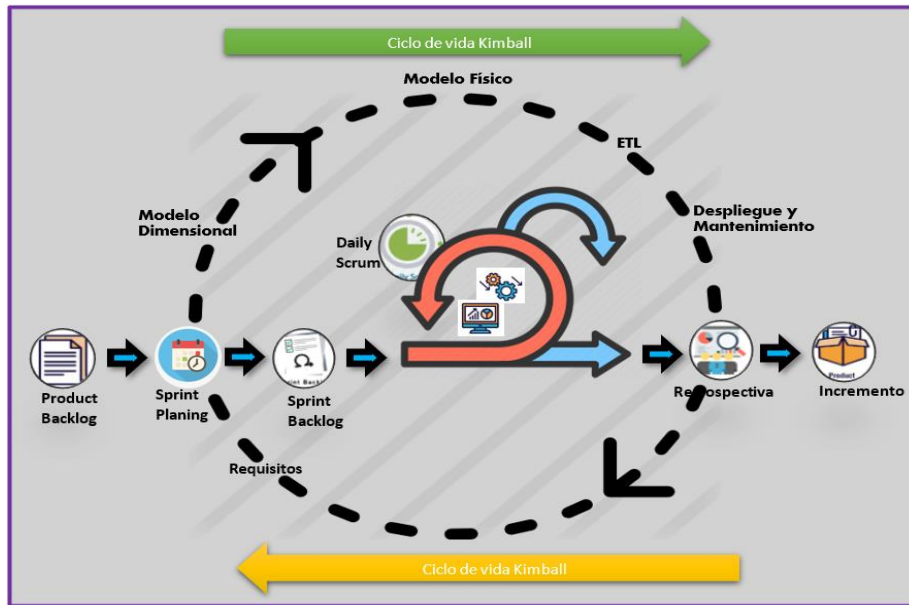 Ciclo de vida Kimball
Modelo Físico
ETL
Modelo
Dimensional
Despliegue y
Mantenimiento
Daily
Scrum
Product
Backlog
Sprint
Planing
Sprint
Backlog
Incremento
Product
Requisitos
Ciclo de vida Kimball